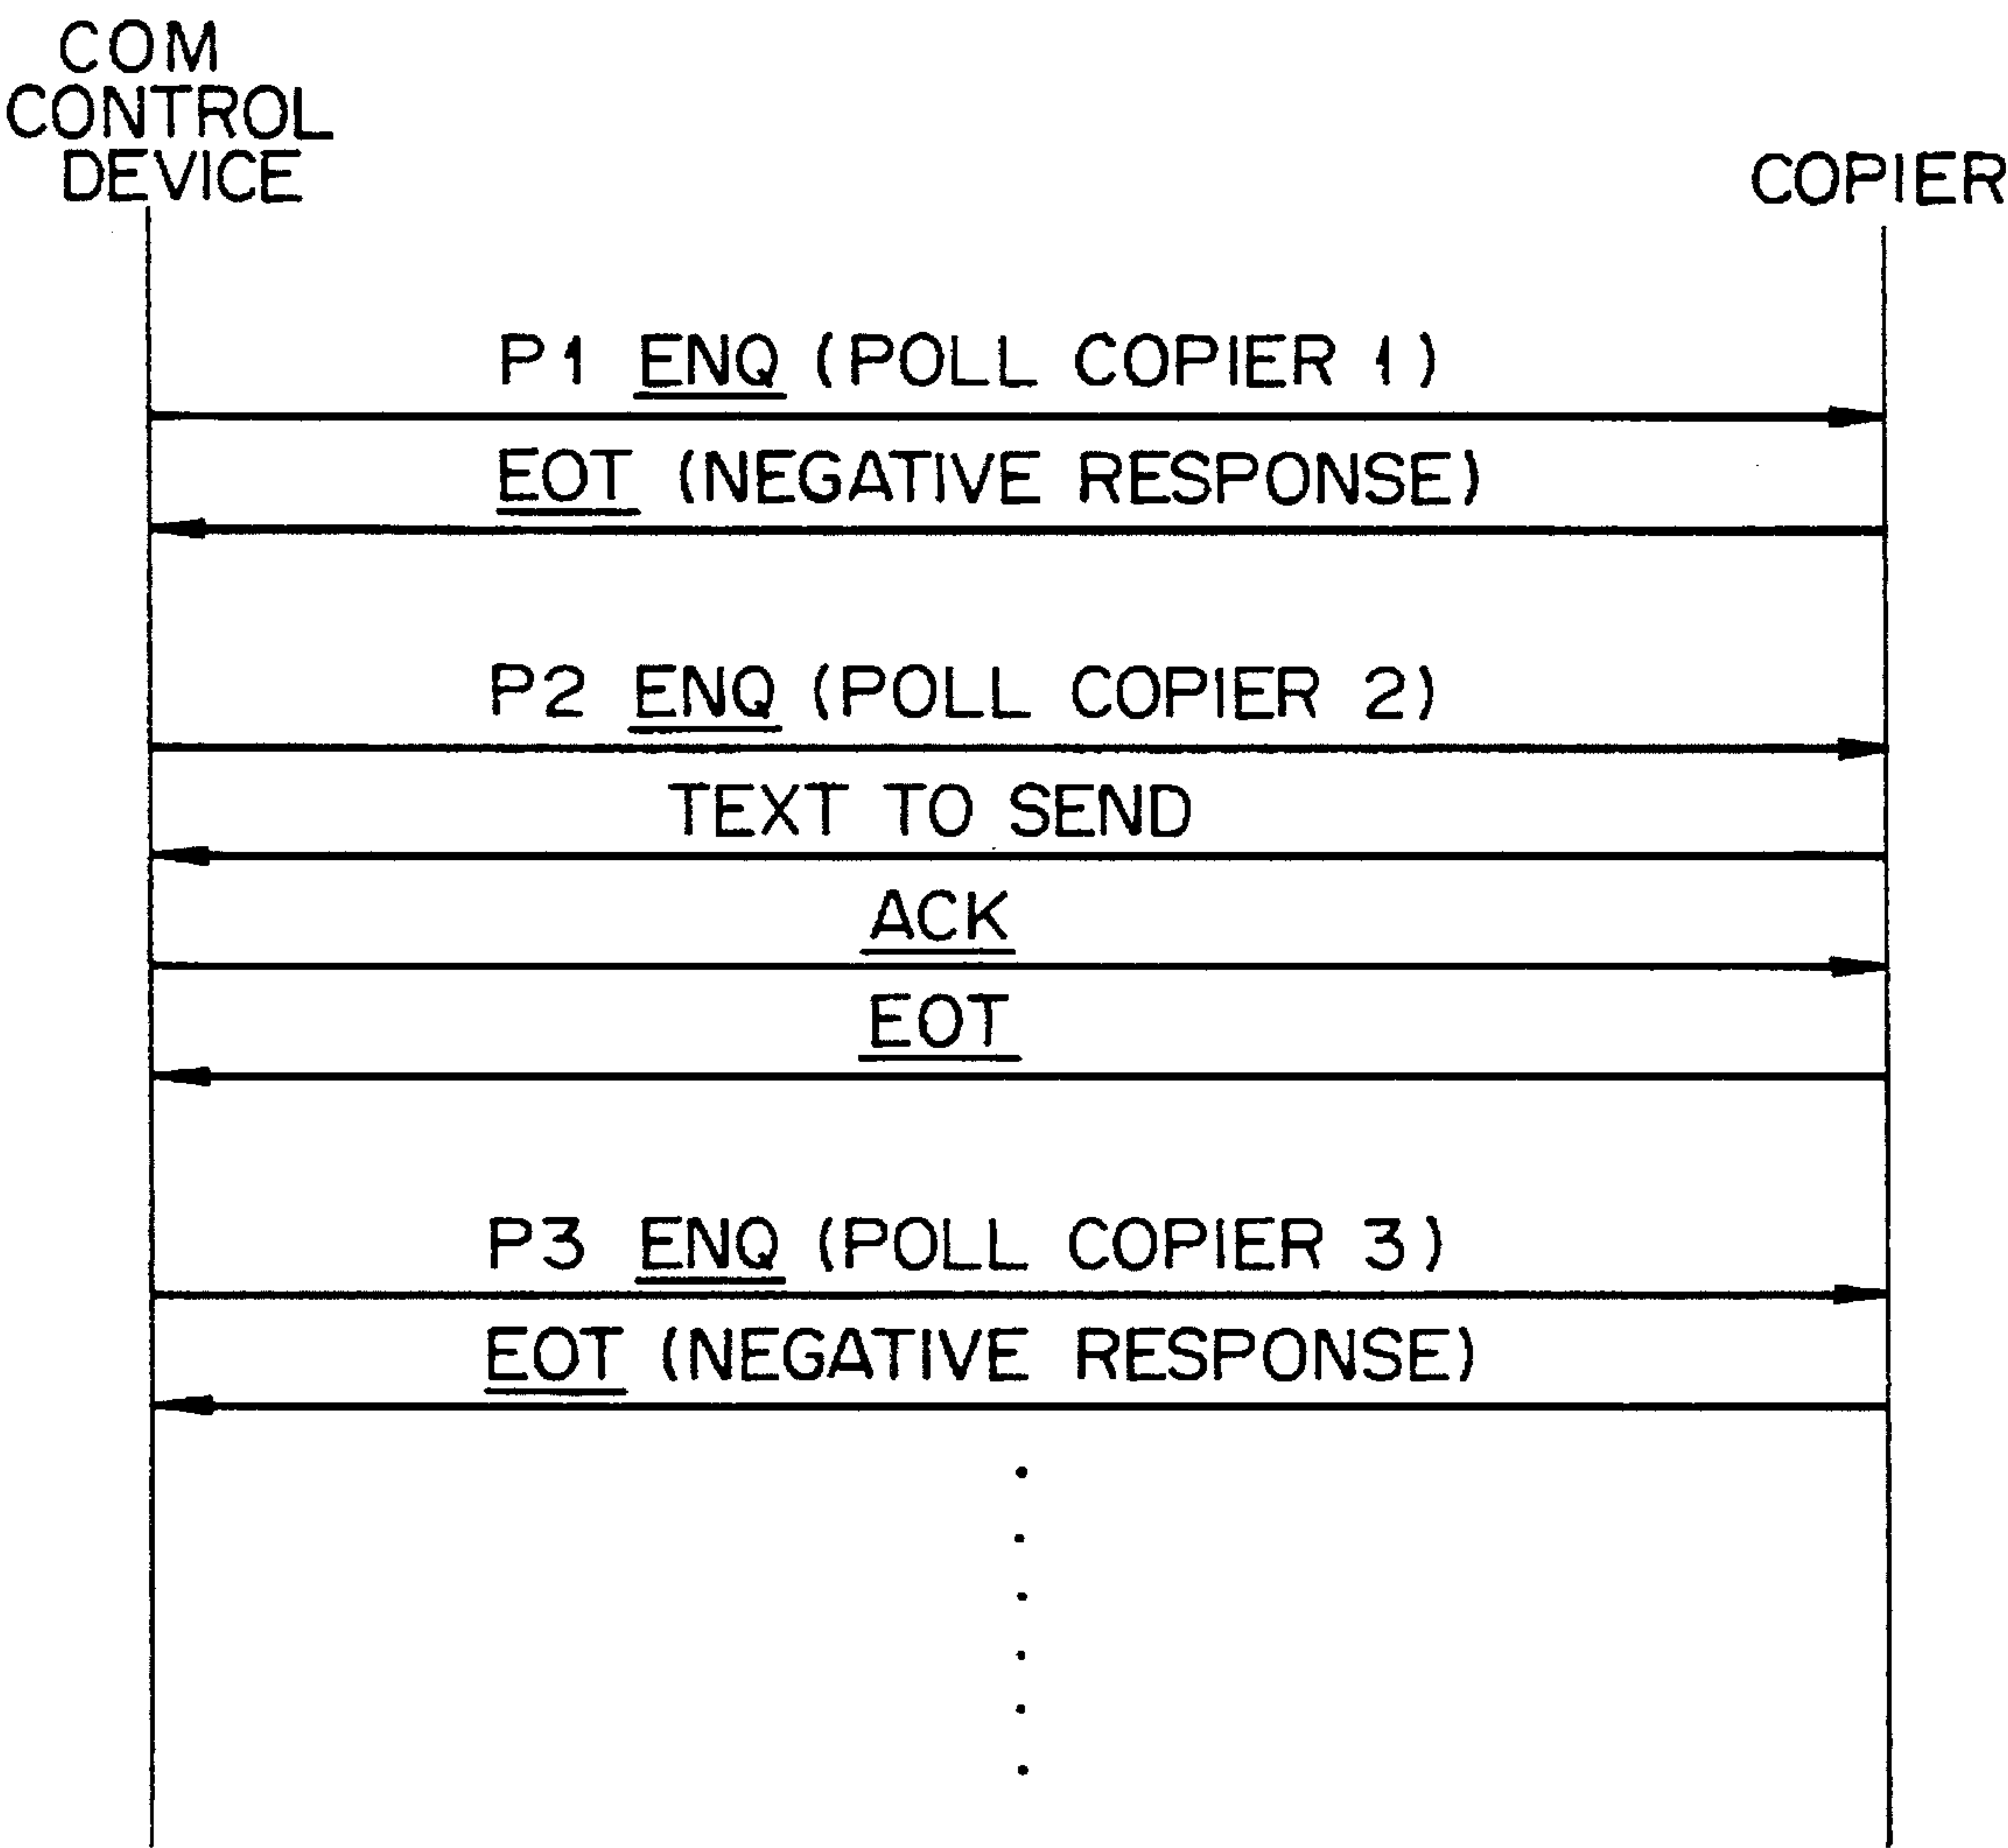 COM
CONTROL
DEVICE
COPIER
P1 ENQ (POLL COPIER 1)
EOT (NEGATIVE RESPONSE)
P2 ENQ (POLL COPIER 2)
TEXT TO SEND
ACK
EOT
P3 ENQ (POLL COPIER 3)
EOT (NEGATIVE RESPONSE)